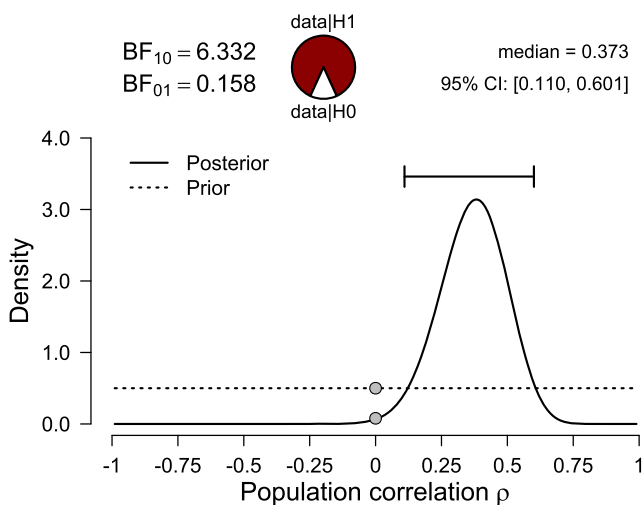 data|H1
BF10 = 6.332
BF01 = 0.158
data|H0
median = 0.373
95% CI: [0.110, 0.601]
Posterior
Prior
Density
4.0
3.0
2.0
1.0
0.0
-1 -0.75 -0.5 -0.25 0 0.25 0.5 0.75 1
Population correlation ρ